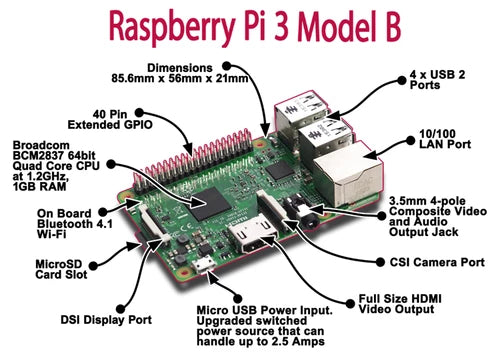 Raspberry Pi 3 Model B
Dimensions
85.6mm x 56mm x 21mm
4 x USB 2
Ports
40 Pin
Extended GPIO
10/100
LAN Port
Broadcom
BCM2837 64bit
Quad Core CPU
at 1.2GHz,
1GB RAM
3.5mm 4-pole
Composite Video
and Audio
Output Jack
On Board
Bluetooth 4.1
Wi-Fi
CSI Camera Port
MicroSD
Card Slot
Full Size HDMI
Video Output
DSI Display Port
Micro USB Power Input.
Upgraded switched
power source that can
handle up to 2.5 Amps
HDMI